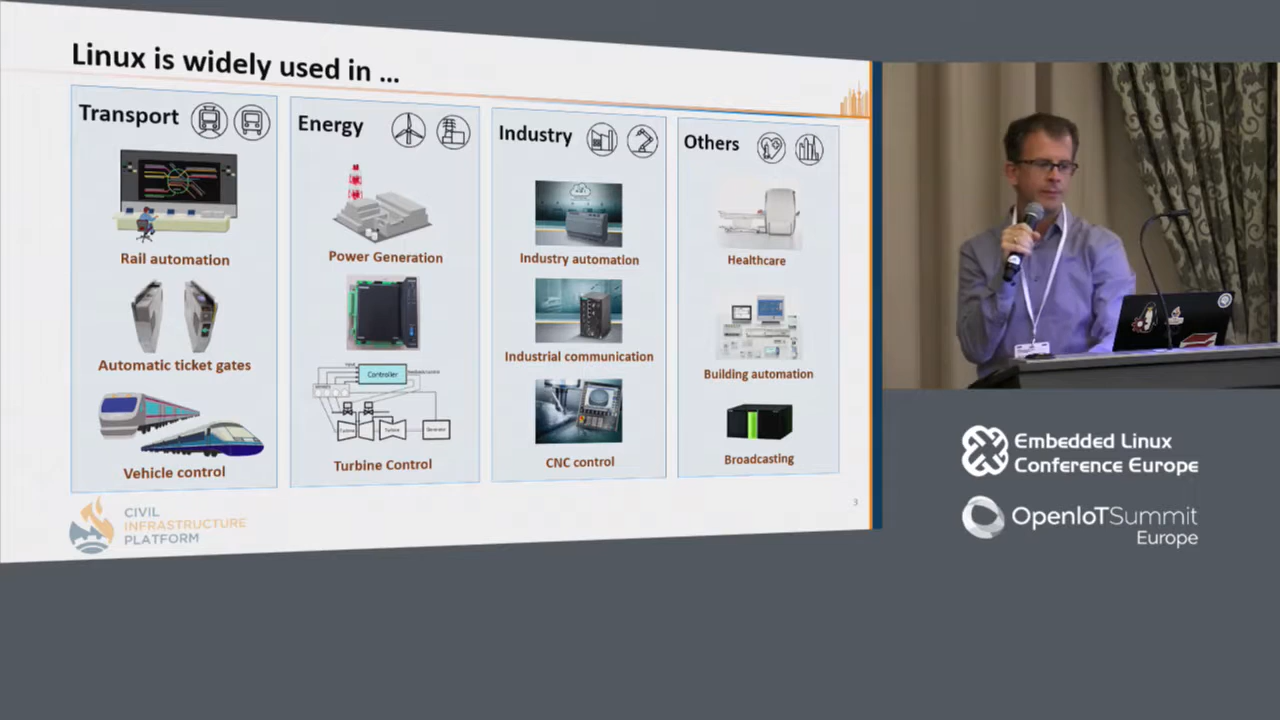 Linux is widely used in ...
Transport
Rail automation
Automatic ticket gates
Vehicle control
Energy
Power Generation
Controller
Turbine Control
Industry
Industry automation
Industrial communication
CNC control
Others
Healthcare
Building automation
Broadcasting
3
CIVIL
INFRASTRUCTURE
PLATFORM
Embedded Linux
Conference Europe
OpenIoTSummit
Europe